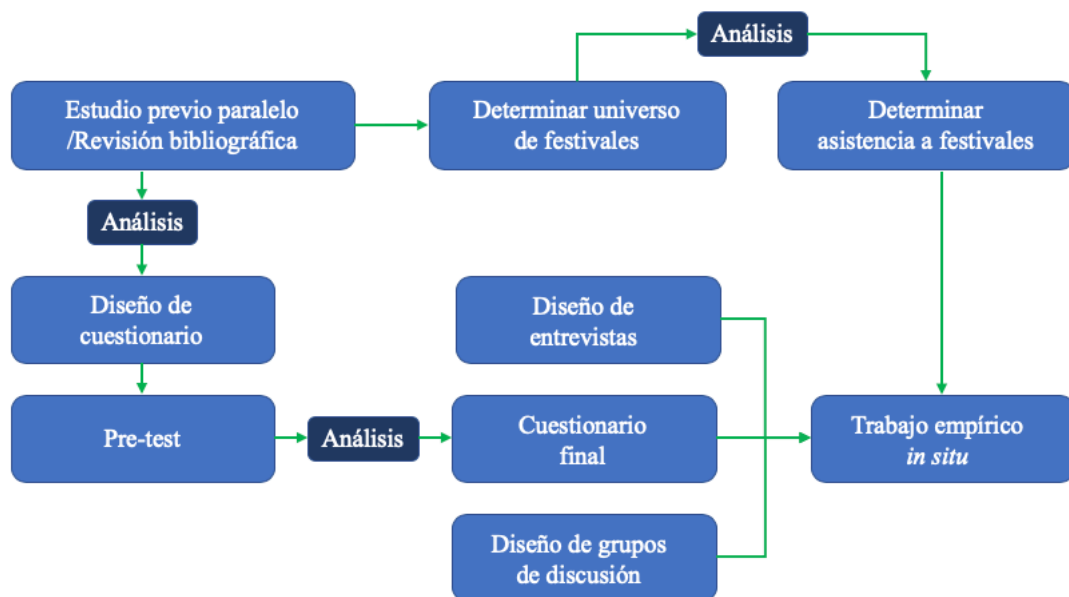 Análisis
Estudio previo paralelo
/Revisión bibliográfica
Determinar universo
de festivales
Determinar
asistencia a festivales
Análisis
Diseño de
cuestionario
Diseño de
entrevistas
Pre-test
Análisis
Cuestionario
final
Trabajo empírico
in situ
Diseño de grupos
de discusión